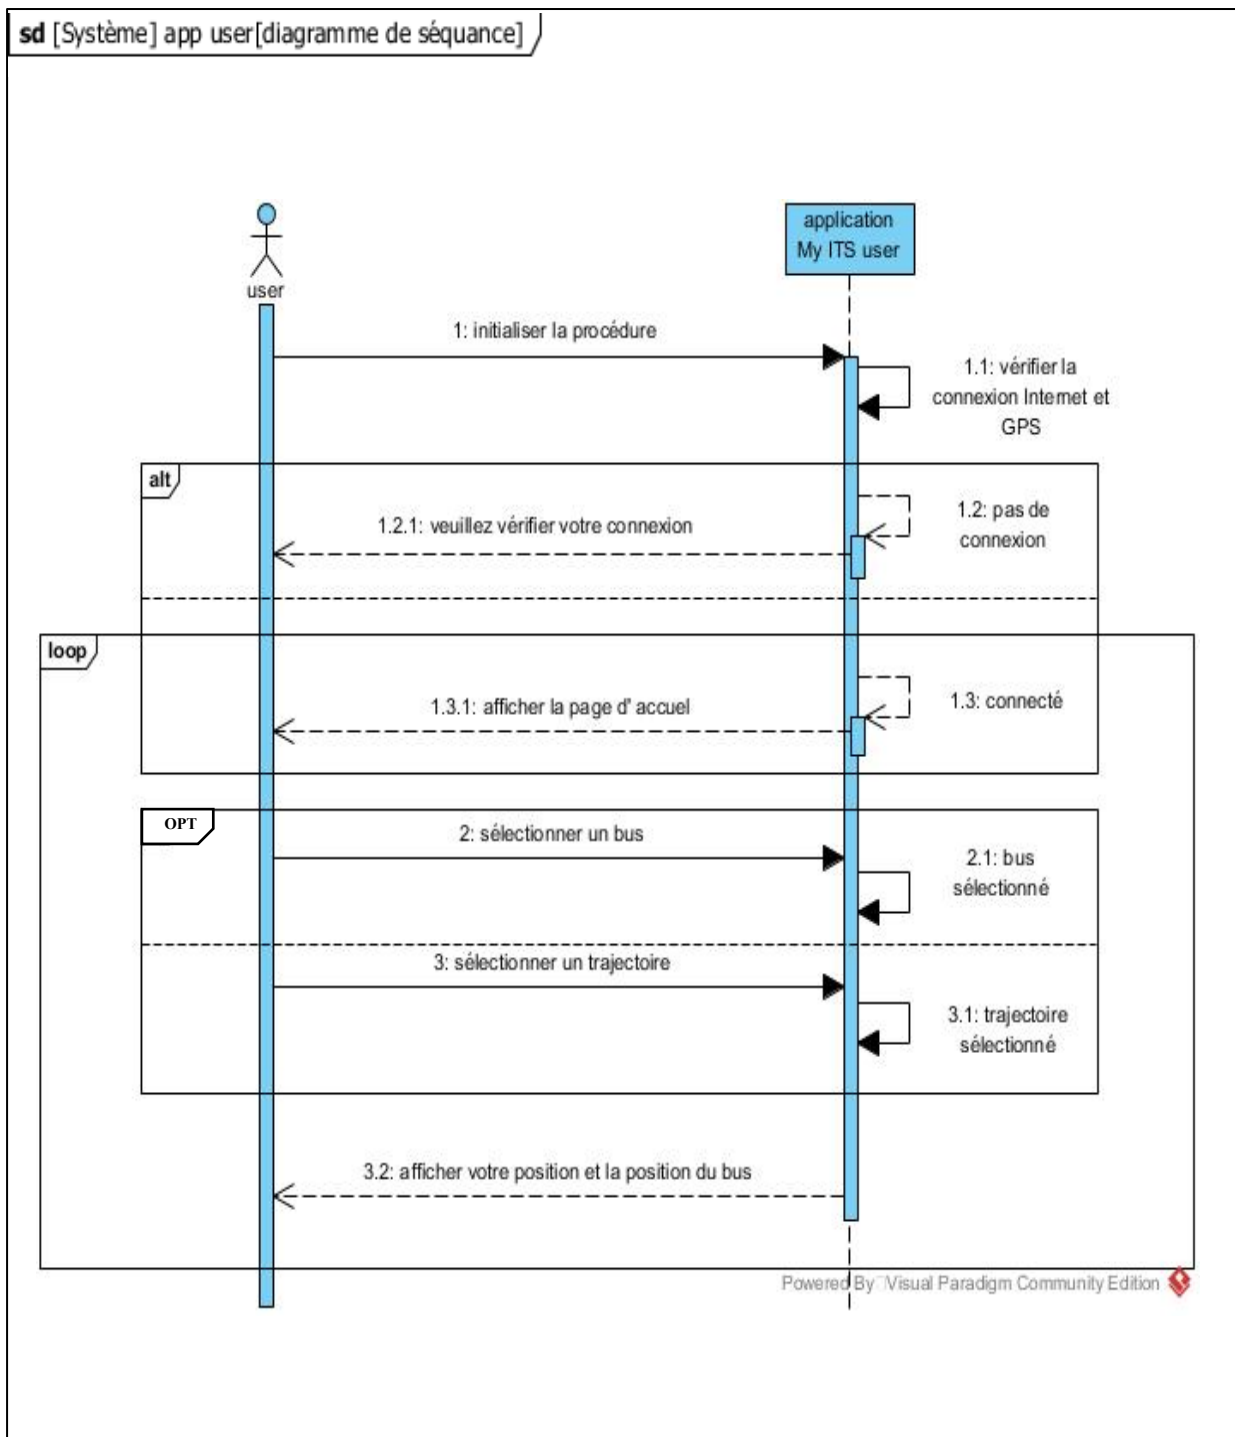 sd [Système] app user[diagramme de séquance]
application
My ITS user
user
1: initialiser la procédure
1.1: vérifier la
connexion Internet et
GPS
alt
1.2: pas de
connexion
1.2.1: veuillez vérifier votre connexion
loop
1.3: connecté
1.3.1: afficher la page d' accuel
OPT
2: sélectionner un bus
2.1: bus
sélectionné
3: sélectionner un trajectoire
3.1: trajectoire
sélectionné
3.2: afficher votre position et la position du bus
Powered By Visual Paradigm Community Edition